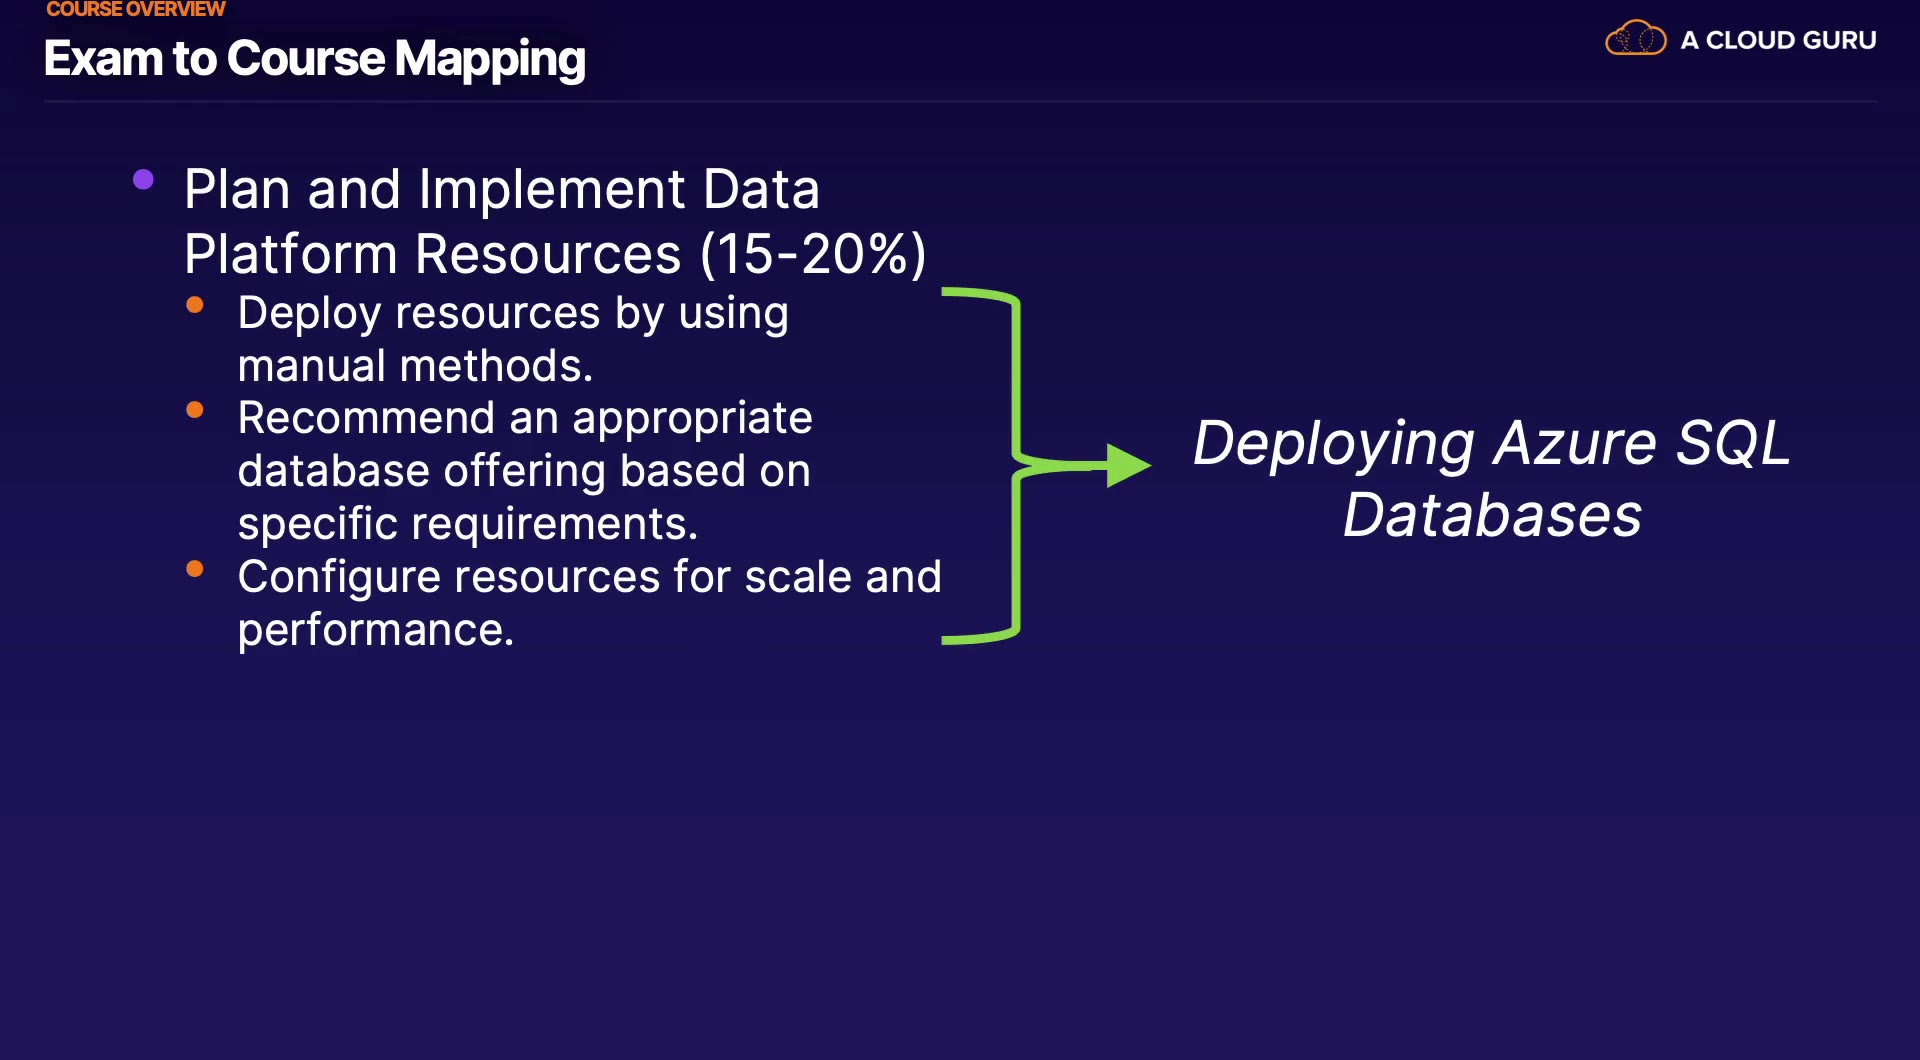 COURSE OVERVIEW
Exam to Course Mapping
A CLOUD GURU
Plan and Implement Data
Platform Resources (15-20%)
Deploy resources by using
manual methods.
Recommend an appropriate
database offering based on
specific requirements.
Configure resources for scale and
performance.
Deploying Azure SQL
Databases